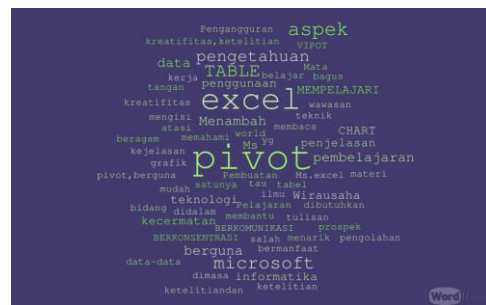 Pengangguran aspek
kreatifitas,ketelitian VIPOT
pengetahuan
data TABLE belajar Mata bagus
kerja penggunaan
tangan MEMPELAJARI
kreatifitas excel wawasan
mengisi Menambah teknik
atasi world membaca CHART
beragam memahami Ms yg penjelasan
kejelasan pivot pembelajaran
grafik
pivot,berguna Pembuatan Ms.excel materi
mudah satunya tau tabel
teknologi ilmu Wirausaha
bidang didalam Pelajaran dibutuhkan
kecermatan membantu tulisan
BERKOMUNIKASI prospek
BERKONSENTRASI salah menarik pengolahan
berguna bermanfaat
data-data microsoft
dimasa informatika
ketelitiandan ketelitian